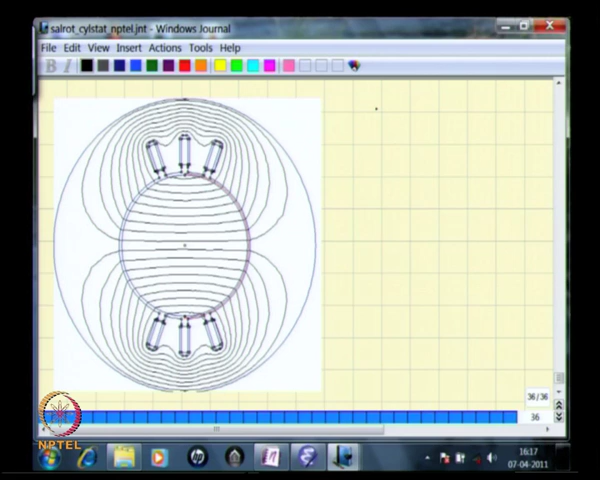 salrot_cylstat_nptel.jnt - Windows Journal
File Edit View Insert Actions Tools Help
B I
36/36
36
NPTEL
hp
16:17
07-04-2011